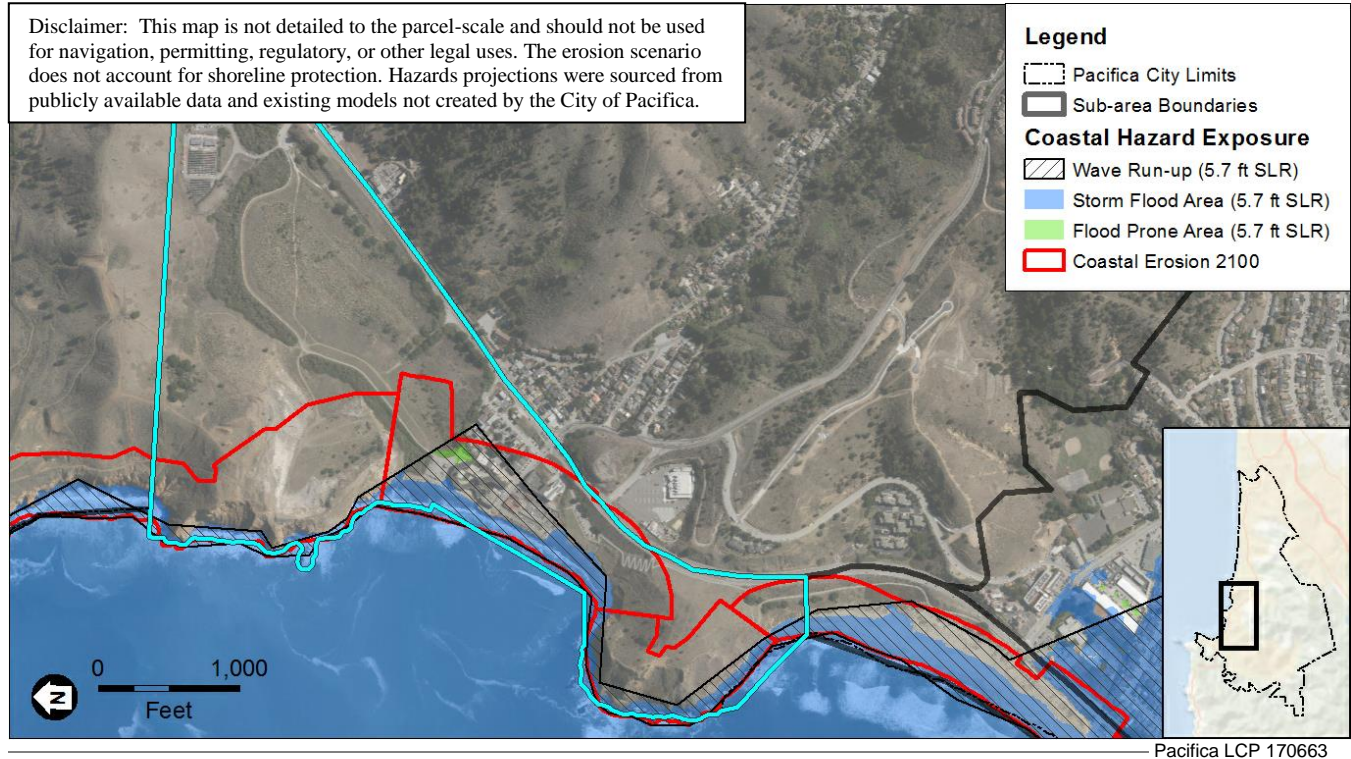 Disclaimer: This map is not detailed to the parcel-scale and should not be used
for navigation, permitting, regulatory, or other legal uses. The erosion scenario
does not account for shoreline protection. Hazards projections were sourced from
publicly available data and existing models not created by the City of Pacifica.
Legend
Pacifica City Limits
Sub-area Boundaries
Coastal Hazard Exposure
Wave Run-up (5.7 ft SLR)
Storm Flood Area (5.7 ft SLR)
Flood Prone Area (5.7 ft SLR)
Coastal Erosion 2100
N
0 1,000
Feet
Pacifica LCP 170663